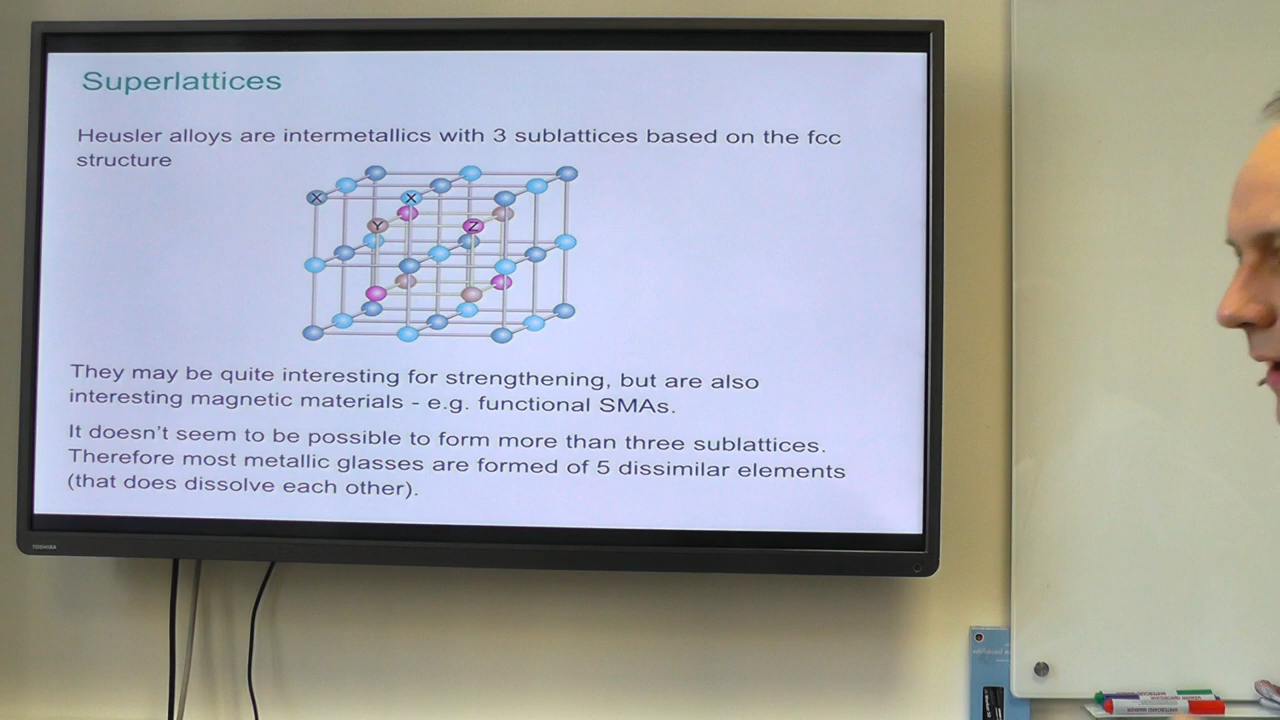 Superlattices
Heusler alloys are intermetallics with 3 sublattices based on the fcc
structure
X X
Y Z
They may be quite interesting for strengthening, but are also
interesting magnetic materials - e.g. functional SMAs.
It doesn't seem to be possible to form more than three sublattices.
Therefore most metallic glasses are formed of 5 dissimilar elements
(that does dissolve each other).
TOSHIBA